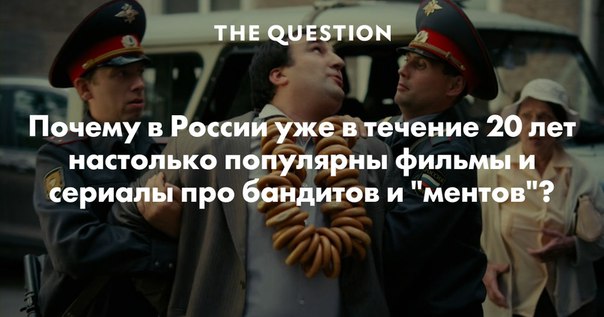 THE QUESTION
Почему в России уже в течение 20 лет
настолько популярны фильмы и
сериалы про бандитов и "ментов"?